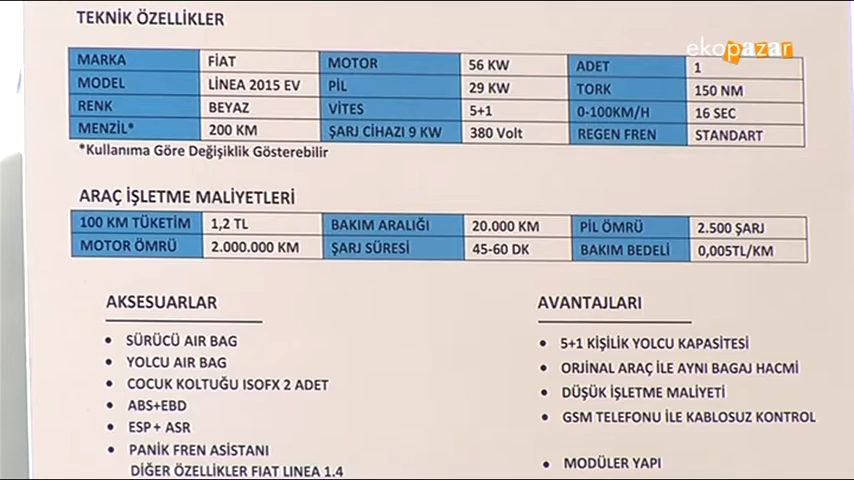 TEKNİK ÖZELLİKLER
ekopazar
MARKA FİAT MOTOR 56 KW ADET 1
MODEL LİNEA 2015 EV PİL 29 KW TORK 150 NM
RENK BEYAZ VİTES 5+1 0-100KM/H 16 SEC
MENZİL* 200 KM ŞARJ CİHAZI 9 KW 380 Volt REGEN FREN STANDART
*Kullanıma Göre Değişiklik Gösterebilir
ARAÇ İŞLETME MALİYETLERİ
100 KM TÜKETİM 1,2 TL BAKIM ARALIĞI 20.000 KM PİL ÖMRÜ 2.500 ŞARJ
MOTOR ÖMRÜ 2.000.000 KM ŞARJ SÜRESİ 45-60 DK BAKIM BEDELİ 0,005TL/KM
AKSESUARLAR
• SÜRÜCÜ AIR BAG
• YOLCU AIR BAG
• COCUK KOLTUĞU ISOFX 2 ADET
• ABS+EBD
• ESP+ ASR
• PANİK FREN ASİSTANI
DİĞER ÖZELLİKLER FIAT LINEA 1.4
AVANTAJLARI
• 5+1 KİŞİLİK YOLCU KAPASİTESİ
• ORJİNAL ARAÇ İLE AYNI BAGAJ HACMİ
• DÜŞÜK İŞLETME MALİYETİ
• GSM TELEFONU İLE KABLOSUZ KONTROL
• MODÜLER YAPI